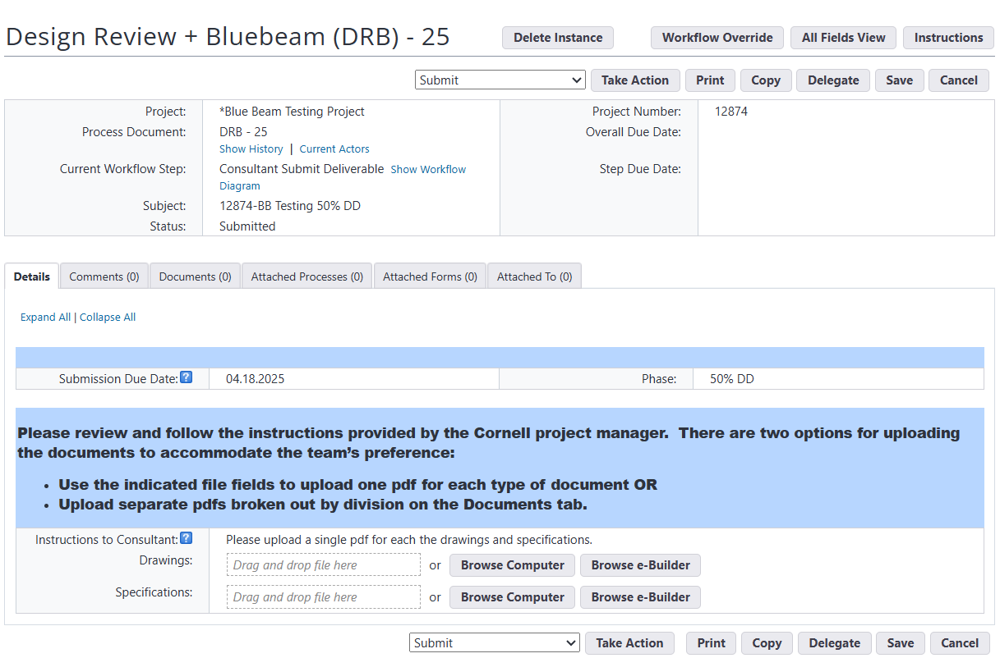 Design Review + Bluebeam (DRB) - 25
Delete Instance
Workflow Override
All Fields View
Instructions
Submit
Take Action
Print
Copy
Delegate
Save
Cancel
Project: *Blue Beam Testing Project
Project Number: 12874
Process Document: DRB - 25
Overall Due Date:
Show History | Current Actors
Current Workflow Step: Consultant Submit Deliverable Show Workflow
Diagram
Step Due Date:
Subject: 12874-BB Testing 50% DD
Status: Submitted
Details
Comments (0)
Documents (0)
Attached Processes (0)
Attached Forms (0)
Attached To (0)
Expand All | Collapse All
Submission Due Date: ? 04.18.2025
Phase: 50% DD
Please review and follow the instructions provided by the Cornell project manager. There are two options for uploading
the documents to accommodate the team’s preference:
• Use the indicated file fields to upload one pdf for each type of document OR
• Upload separate pdfs broken out by division on the Documents tab.
Instructions to Consultant: ? Please upload a single pdf for each the drawings and specifications.
Drawings: Drag and drop file here or Browse Computer Browse e-Builder
Specifications: Drag and drop file here or Browse Computer Browse e-Builder
Submit
Take Action
Print
Copy
Delegate
Save
Cancel